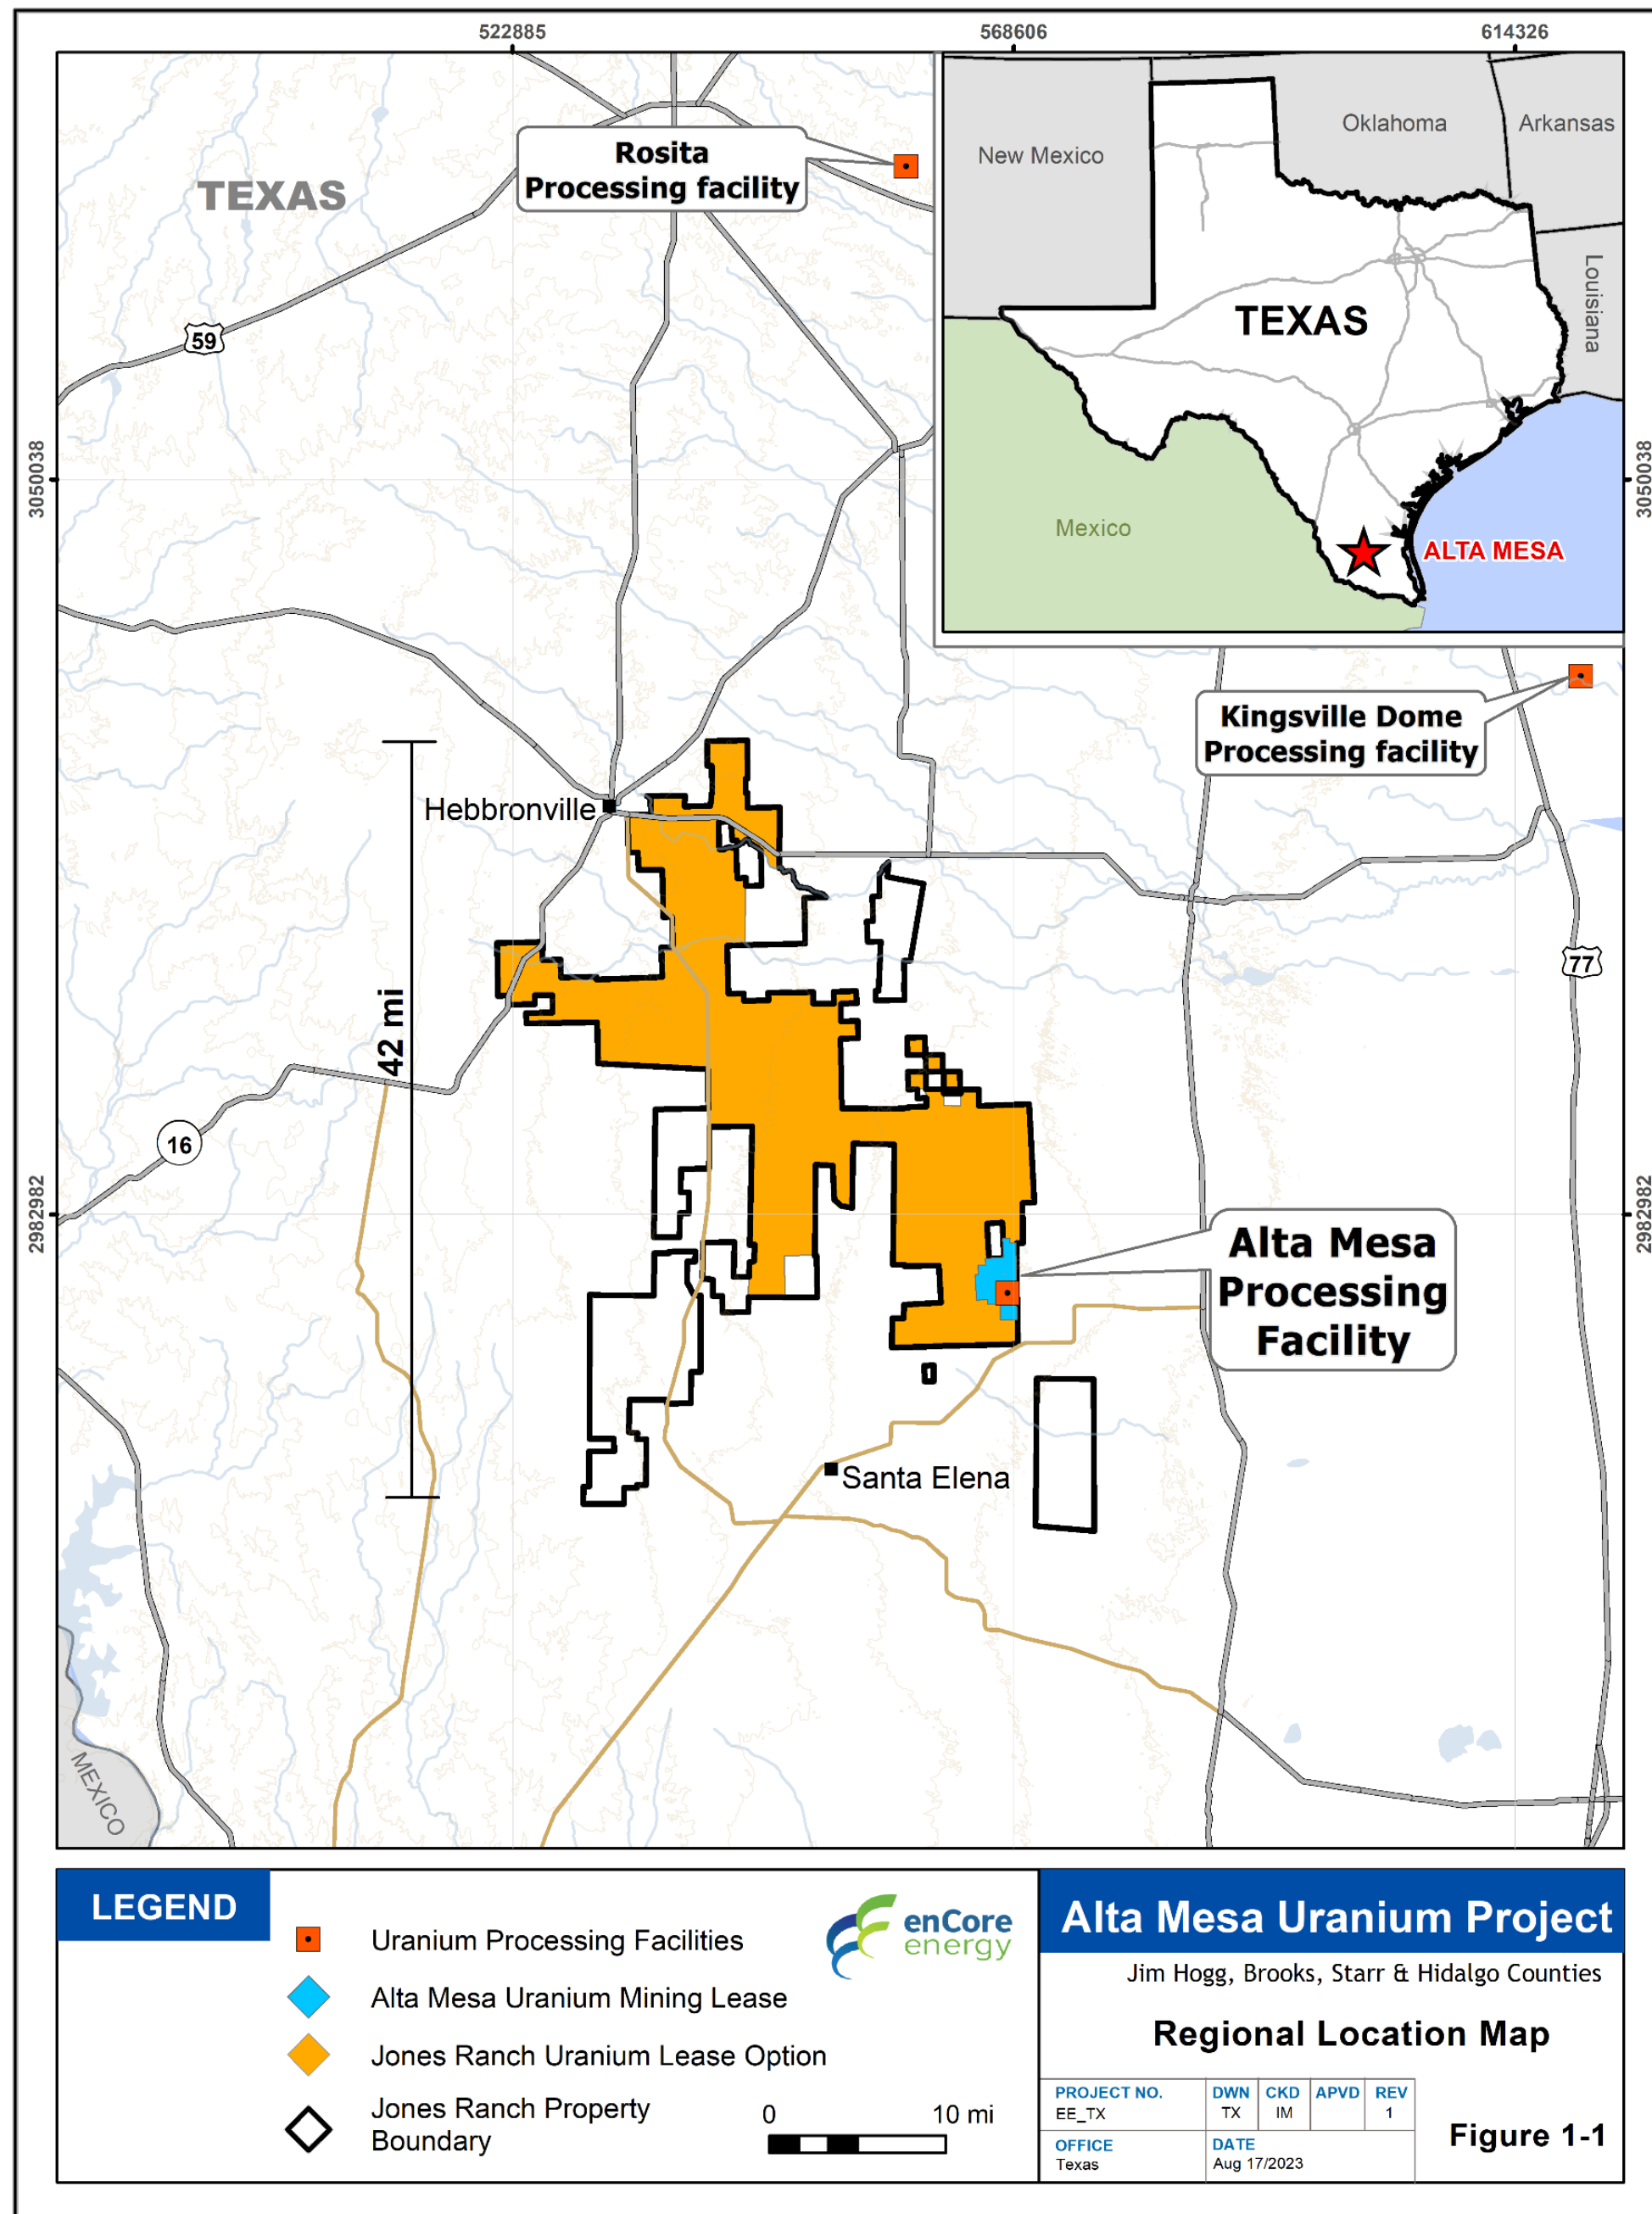 522885
568606
614326
3050038
3050038
2982982
2982982
TEXAS
Rosita
Processing facility
59
New Mexico
Oklahoma
Arkansas
Louisiana
TEXAS
Mexico
ALTA MESA
Kingsville Dome
Processing facility
Hebbronville
42 mi
77
16
Alta Mesa
Processing
Facility
Santa Elena
MEXICO
LEGEND
Uranium Processing Facilities
Alta Mesa Uranium Mining Lease
Jones Ranch Uranium Lease Option
Jones Ranch Property
Boundary
enCore
energy
0 10 mi
Alta Mesa Uranium Project
Jim Hogg, Brooks, Starr & Hidalgo Counties
Regional Location Map
PROJECT NO. DWN CKD APVD REV
EE_TX TX IM 1
OFFICE DATE
Texas Aug 17/2023
Figure 1-1